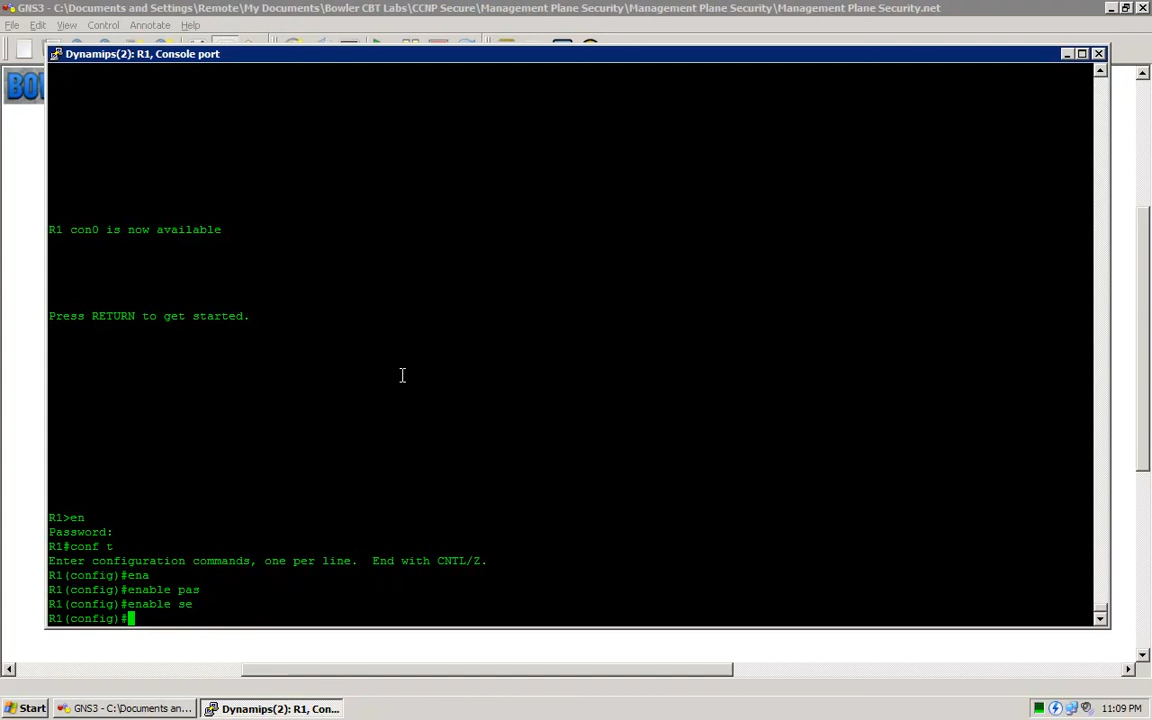 GNS3 - C:\Documents and Settings\Remote\My Documents\Bowler CBT Labs\CCNP Secure\Management Plane Security\Management Plane Security\Management Plane Security.net
File Edit View Control Annotate Help
Dynamips(2): R1, Console port
BOW
R1 con0 is now available
Press RETURN to get started.
R1>en
Password:
R1#conf t
Enter configuration commands, one per line.  End with CNTL/Z.
R1(config)#ena
R1(config)#enable pas
R1(config)#enable se
R1(config)#
Start GNS3 - C:\Documents an... Dynamips(2): R1, Con... 11:09 PM